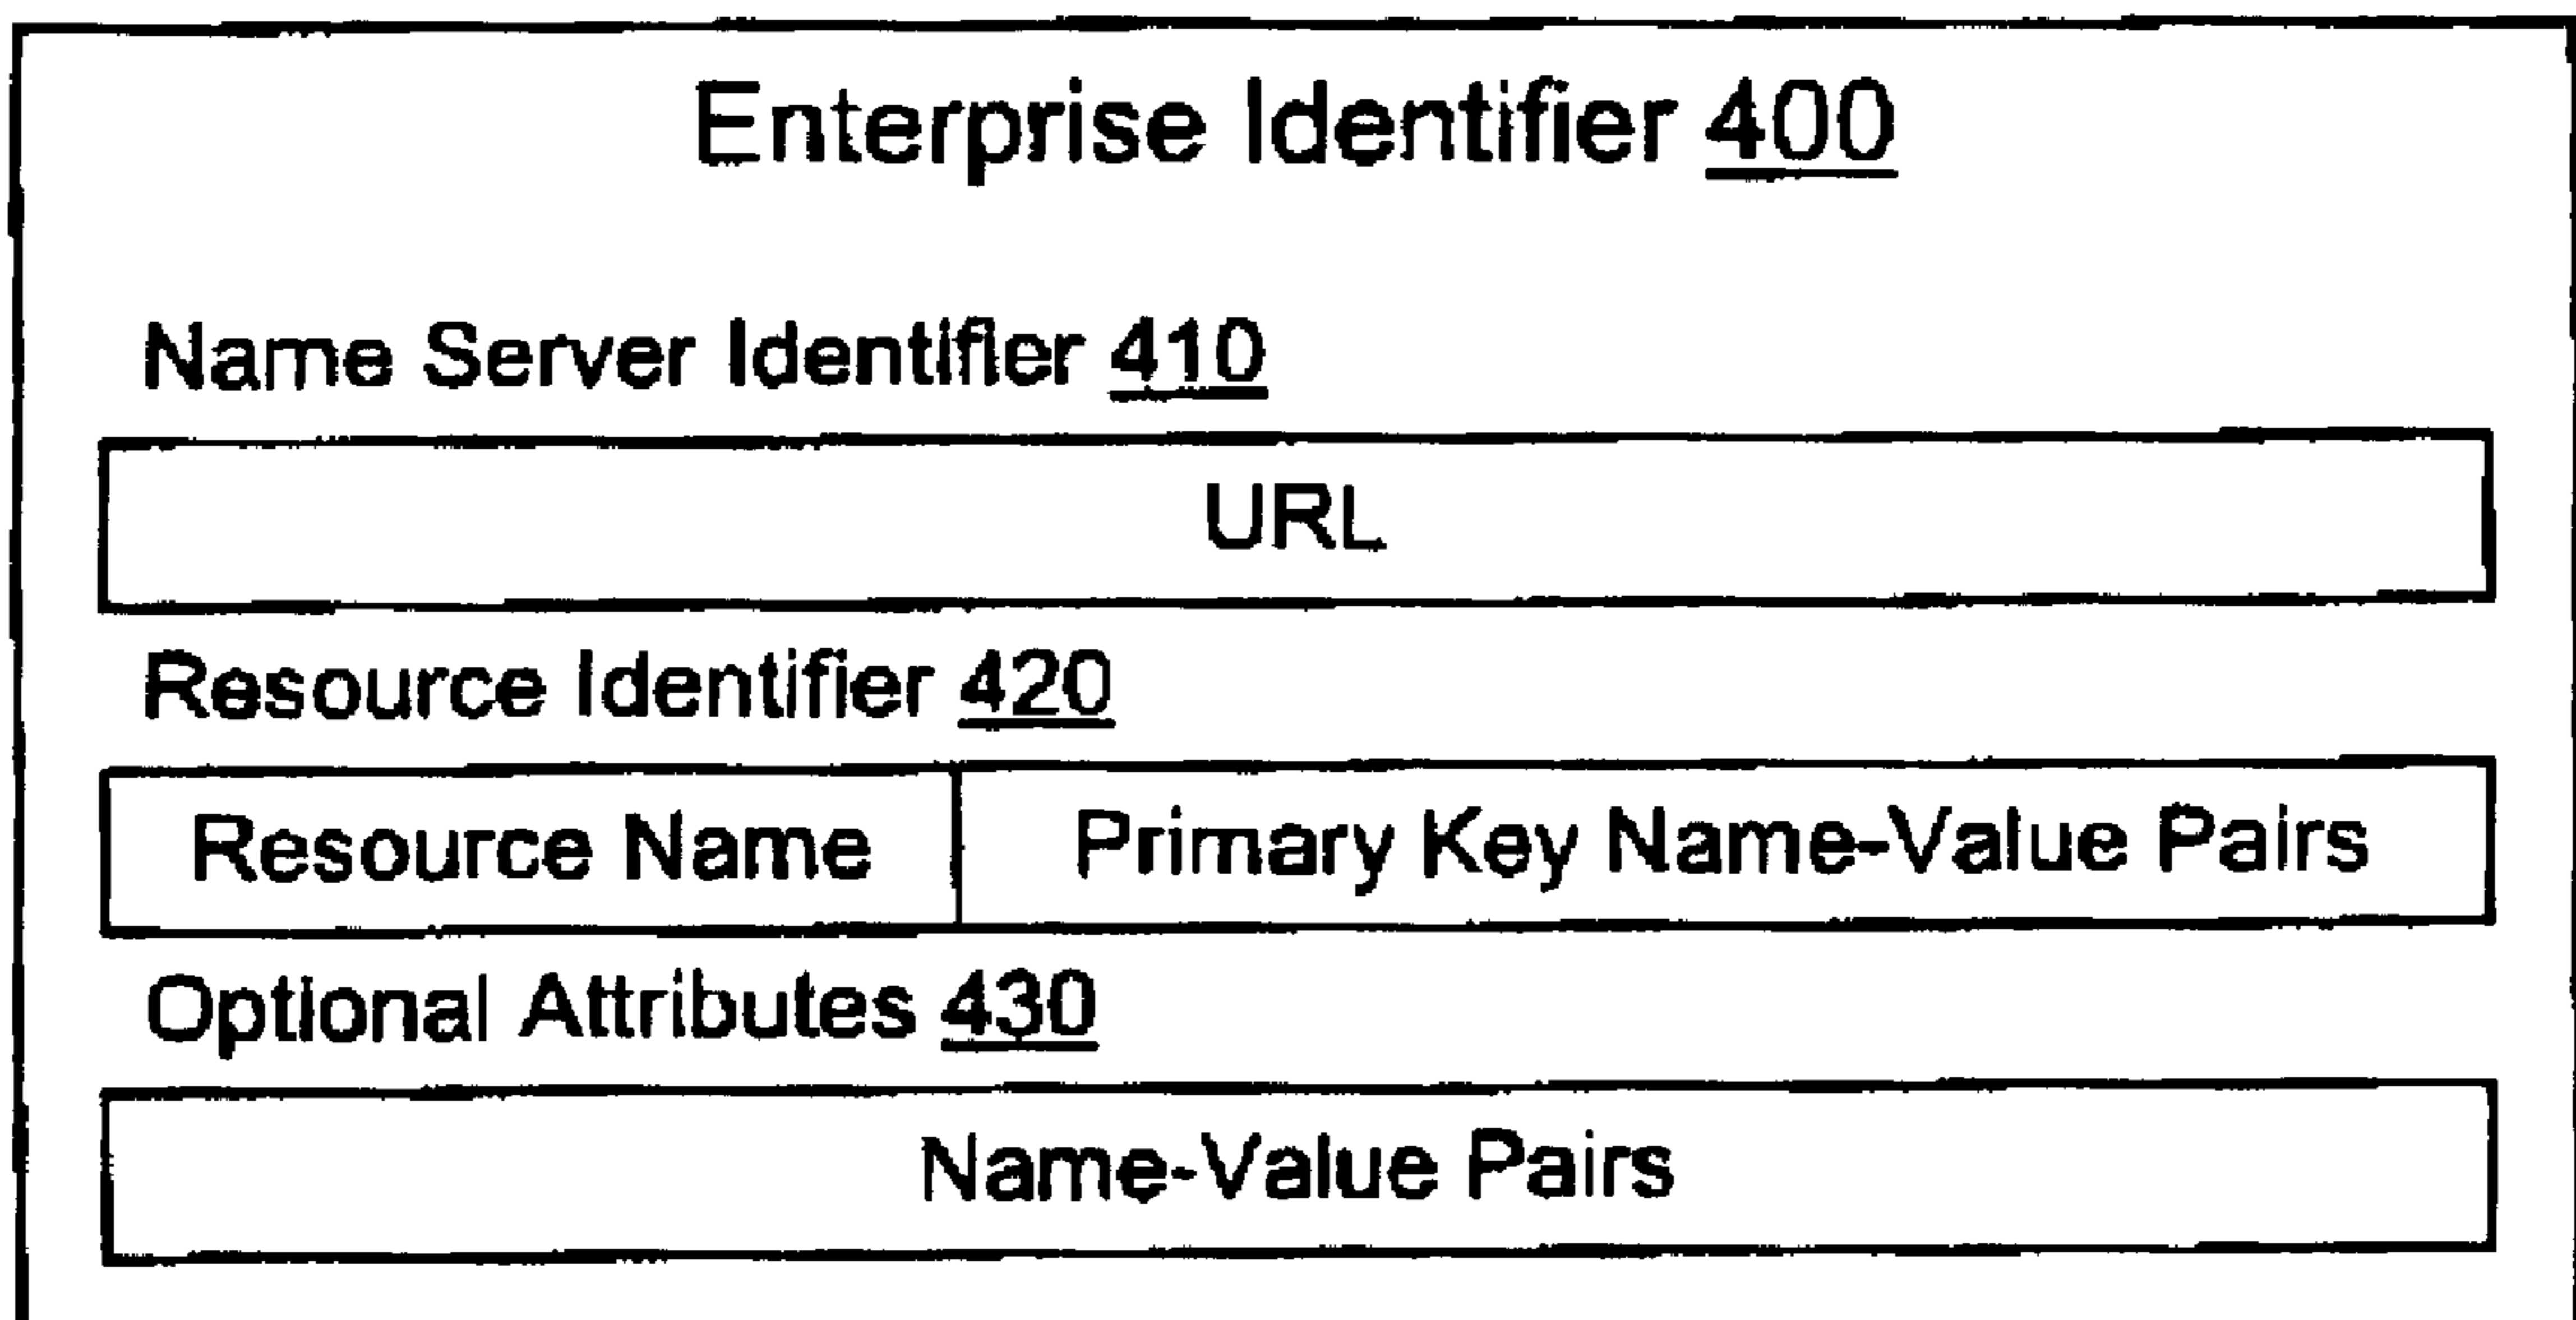 Enterprise Identifier 400
Name Server Identifier 410
URL
Resource Identifier 420
Resource Name Primary Key Name-Value Pairs
Optional Attributes 430
Name-Value Pairs